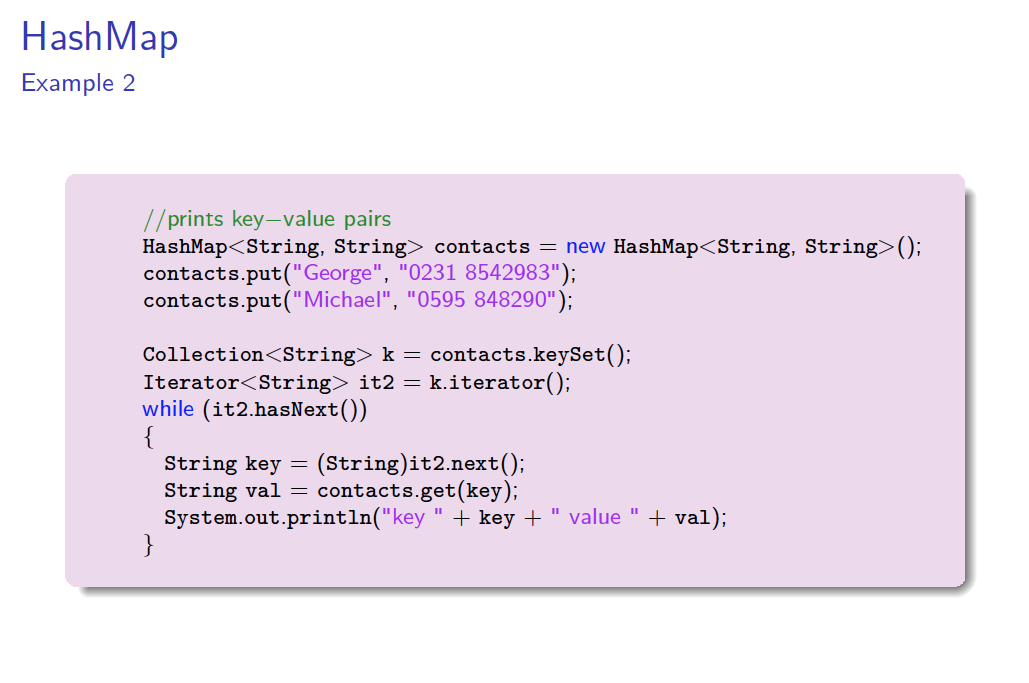 HashMap
Example 2
//prints key−value pairs
HashMap<String, String> contacts = new HashMap<String, String>();
contacts.put("George", "0231 8542983");
contacts.put("Michael", "0595 848290");
Collection<String> k = contacts.keySet();
Iterator<String> it2 = k.iterator();
while (it2.hasNext())
{
String key = (String)it2.next();
String val = contacts.get(key);
System.out.println("key " + key + " value " + val);
}